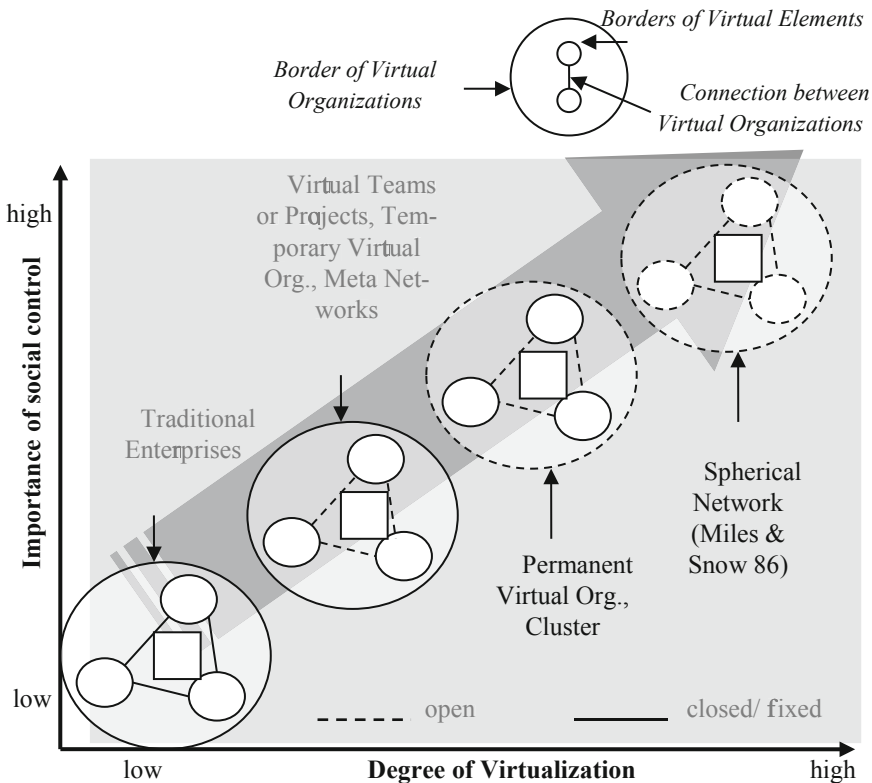 Borders of Virtual Elements
Border of Virtual
Organizations
Connection between
Virtual Organizations
high
Virtual Teams
or Projects, Tem-
porary Virtual
Org., Meta Net-
works
Importance of social control
Traditional
Enterprises
Spherical
Network
(Miles &
Snow 86)
Permanent
Virtual Org.,
Cluster
low
open
closed/ fixed
low
Degree of Virtualization
high